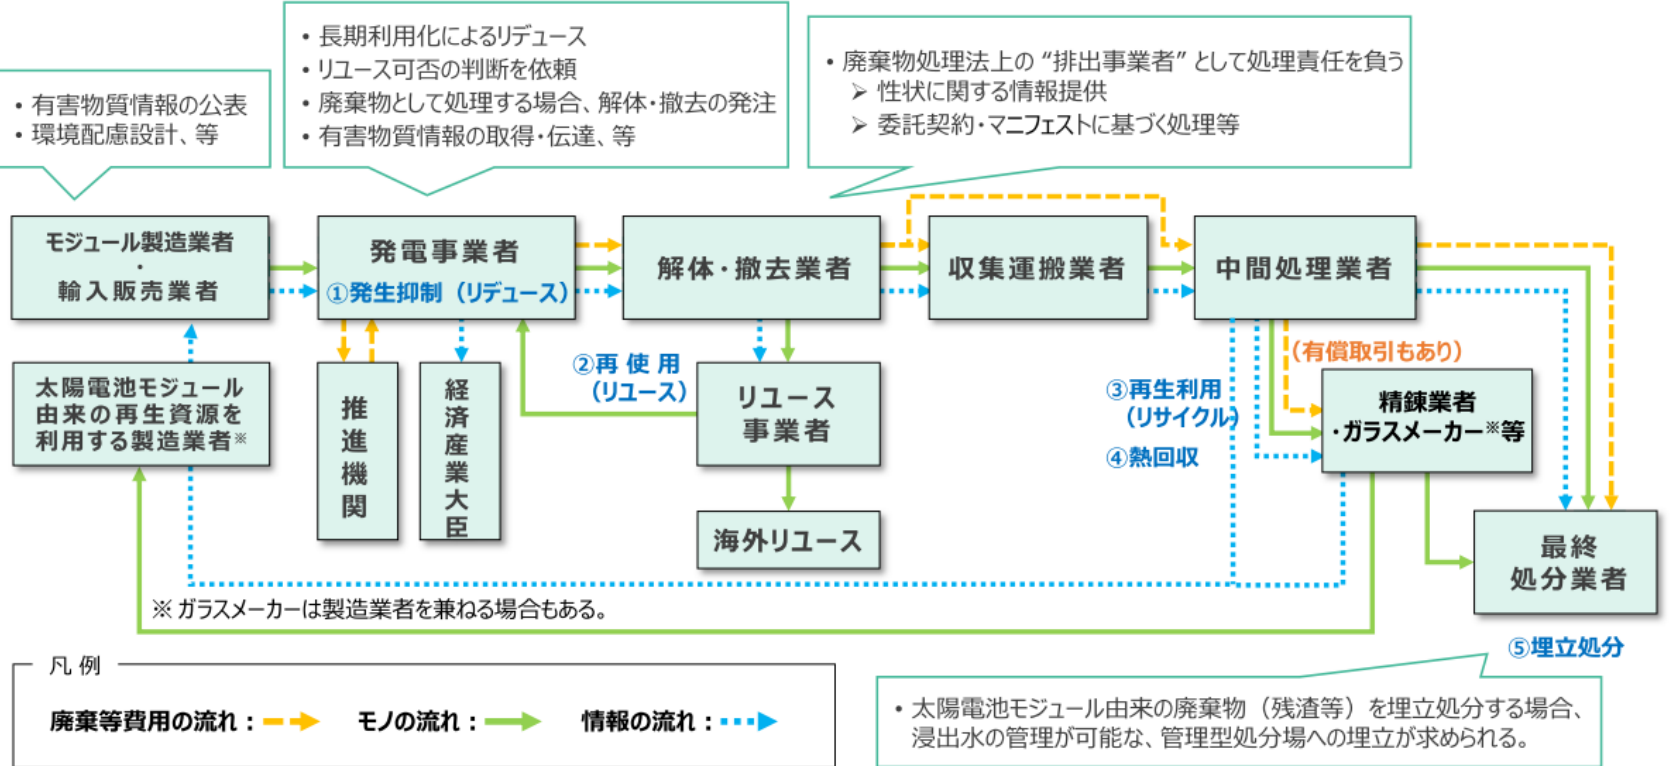 ・有害物質情報の公表
・環境配慮設計、等
・長期利用化によるリデュース
・リユース可否の判断を依頼
・廃棄物として処理する場合、解体・撤去の発注
・有害物質情報の取得・伝達、等
・廃棄物処理法上の “排出事業者” として処理責任を負う
➢ 性状に関する情報提供
➢ 委託契約・マニフェストに基づく処理等
モジュール製造業者
・
輸入販売業者
発電事業者
①発生抑制（リデュース）
解体・撤去業者
収集運搬業者
中間処理業者
太陽電池モジュール
由来の再生資源を
利用する製造業者※
推進機関
経済産業大臣
②再使用
（リユース）
リユース
事業者
海外リユース
③再生利用
（リサイクル）
④熱回収
（有償取引もあり）
精錬業者
・ガラスメーカー※等
最終
処分業者
⑤埋立処分
※ ガラスメーカーは製造業者を兼ねる場合もある。
凡例
廃棄等費用の流れ：
モノの流れ：
情報の流れ：
・太陽電池モジュール由来の廃棄物（残渣等）を埋立処分する場合、
浸出水の管理が可能な、管理型処分場への埋立が求められる。